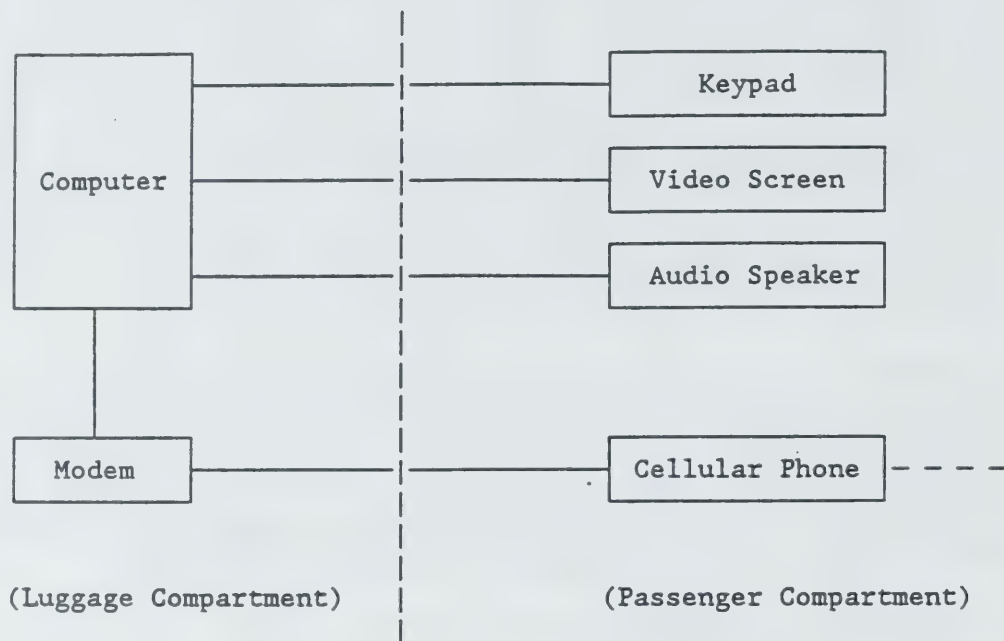 Keypad
Computer
Video Screen
Audio Speaker
Modem
Cellular Phone
(Luggage Compartment)
(Passenger Compartment)